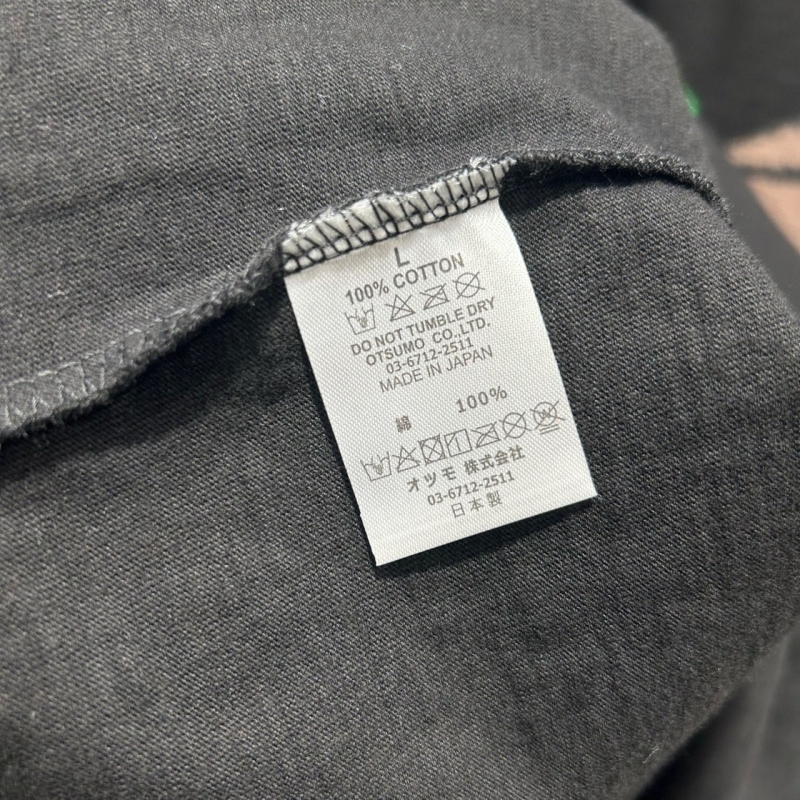 L
100% COTTON
DO NOT TUMBLE DRY
OTSUMO CO.,LTD.
03-6712-2511
MADE IN JAPAN
綿 100%
オツモ 株式会社
03-6712-2511
日本製